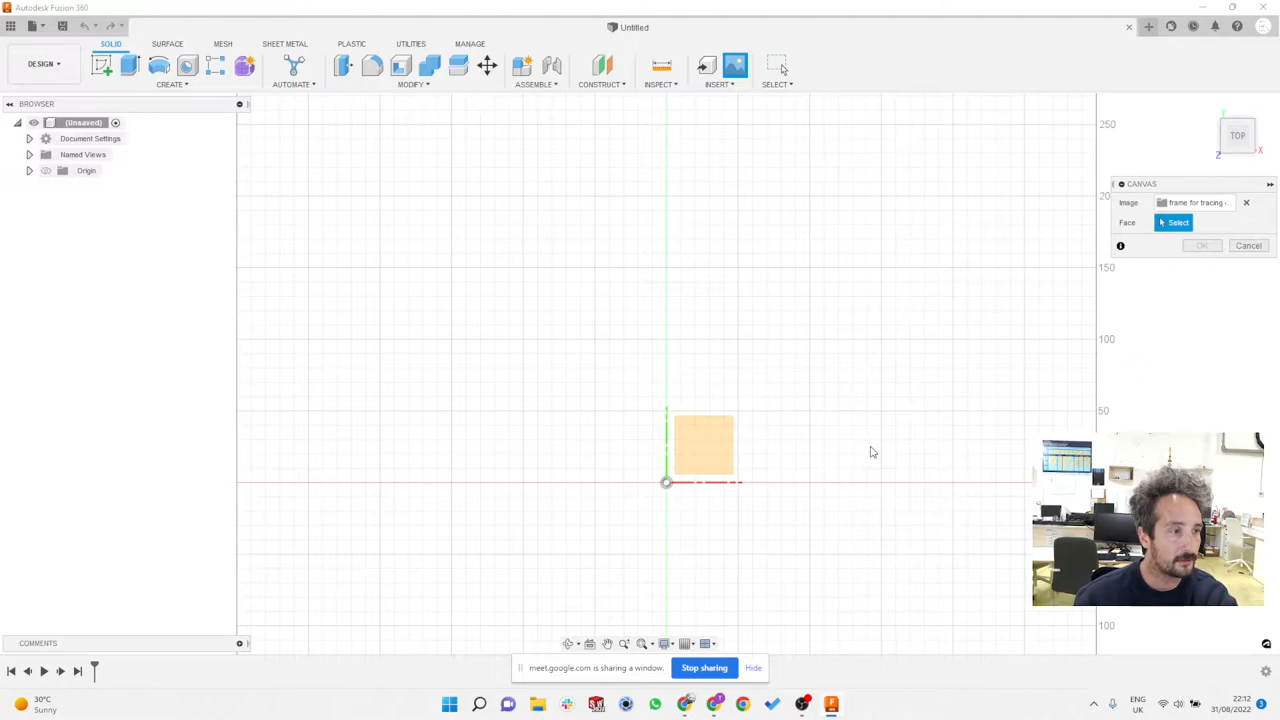 Autodesk Fusion 360
Untitled
DESIGN
SOLID
SURFACE
MESH
SHEET METAL
PLASTIC
UTILITIES
MANAGE
CREATE
AUTOMATE
MODIFY
ASSEMBLE
CONSTRUCT
INSPECT
INSERT
SELECT
BROWSER
(Unsaved)
Document Settings
Named Views
Origin
250
200
150
100
50
100
TOP
X
Z
CANVAS
Image
frame for tracing -...
Face
Select
OK
Cancel
COMMENTS
meet.google.com is sharing a window.
Stop sharing
Hide
30°C
Sunny
ENG
UK
22:12
31/08/2022
3